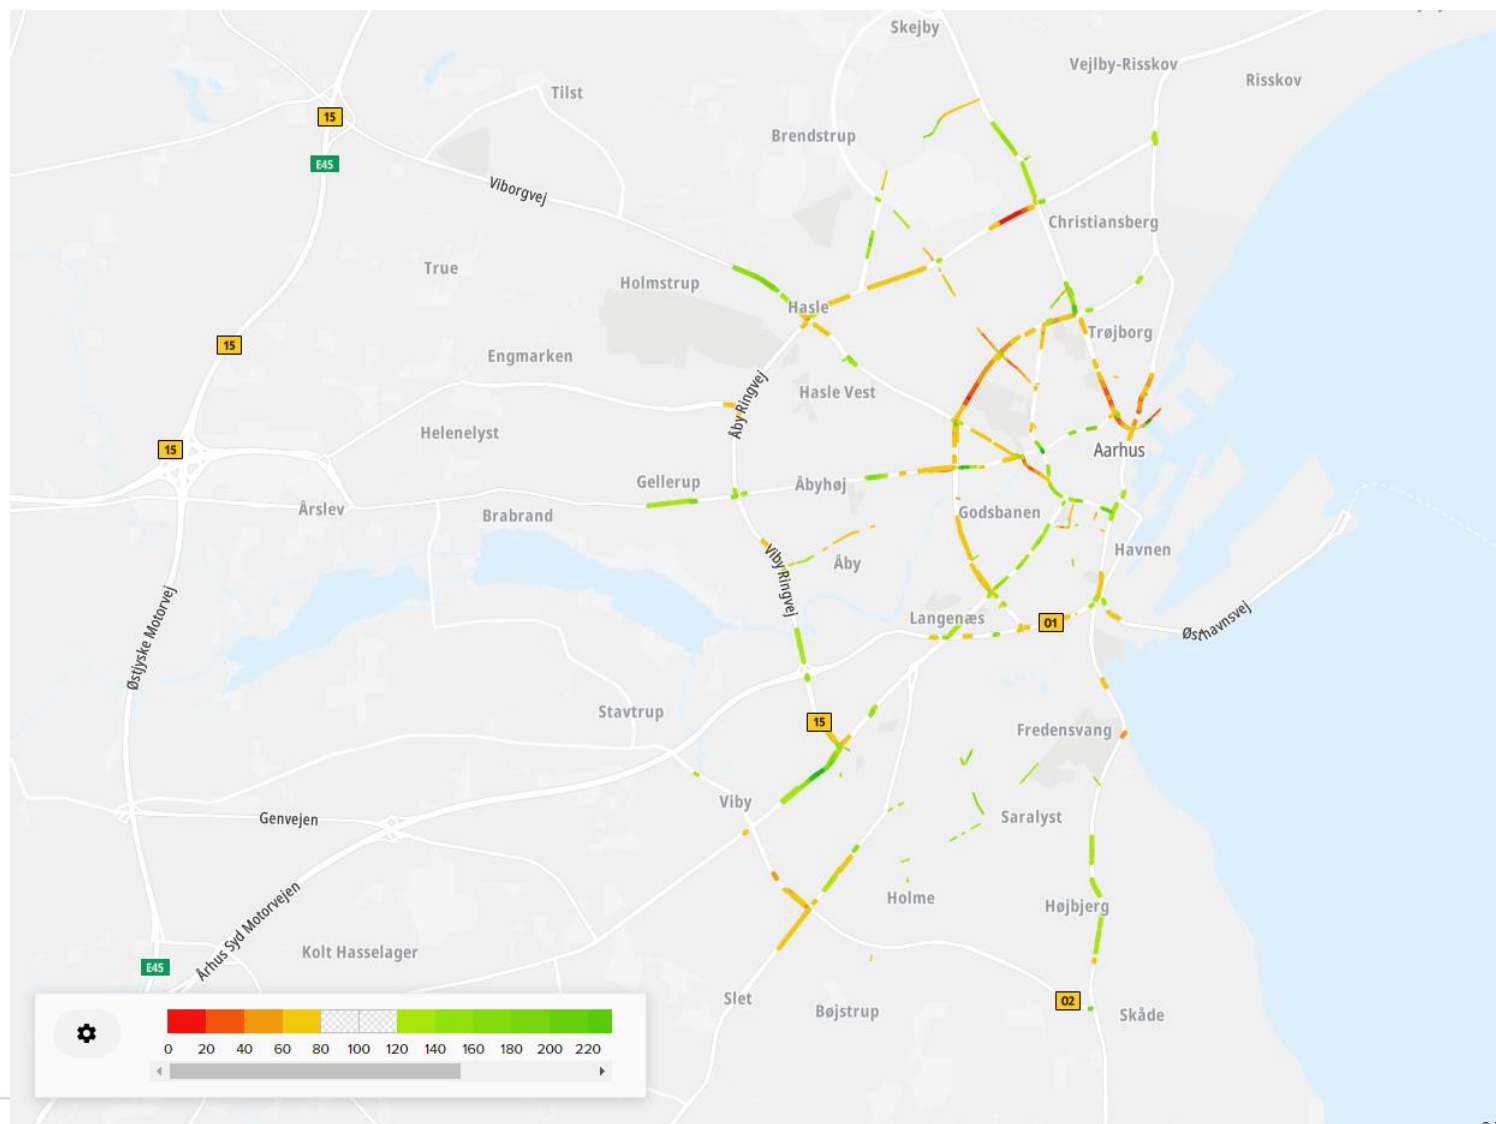 Skejby
Vejlby-Risskov
Risskov
Tilst
15
Brendstrup
E45
Viborgvej
Christiansberg
True
Holmstrup
Hasle
Trøjborg
15
Engmarken
Hasle Vest
Åby Ringvej
Helenelyst
15
Aarhus
Gellerup
Åbyhøj
Årslev
Brabrand
Godsbanen
Havnen
Viby Ringvej
Åby
Østjyske Motorvej
Langenæs
01
Østhavnsvej
Stavtrup
15
Fredensvang
Viby
Genvejen
Saralyst
Holme
Højbjerg
Århus Syd Motorvejen
Kolt Hasselager
E45
Slet
02
Bøjstrup
Skåde
0 20 40 60 80 100 120 140 160 180 200 220